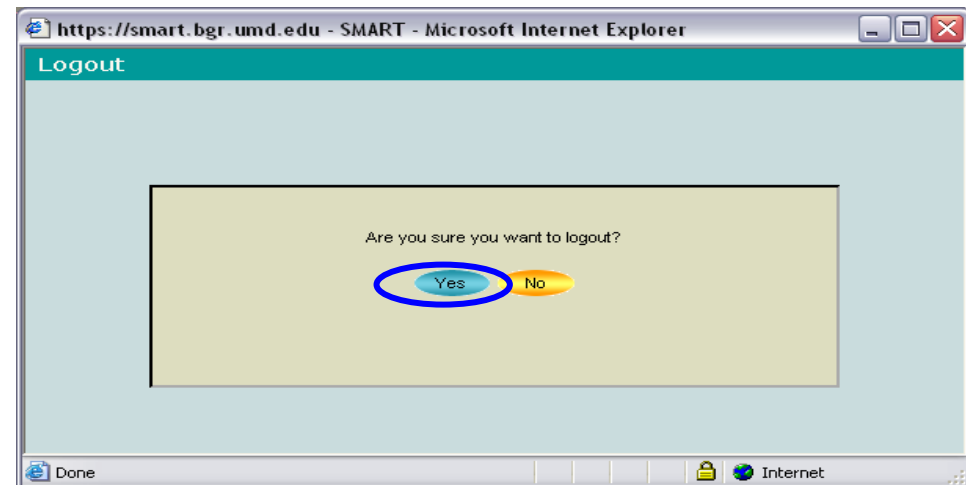 https://smart.bgr.umd.edu - SMART - Microsoft Internet Explorer
Logout
Are you sure you want to logout?
Yes No
Done Internet